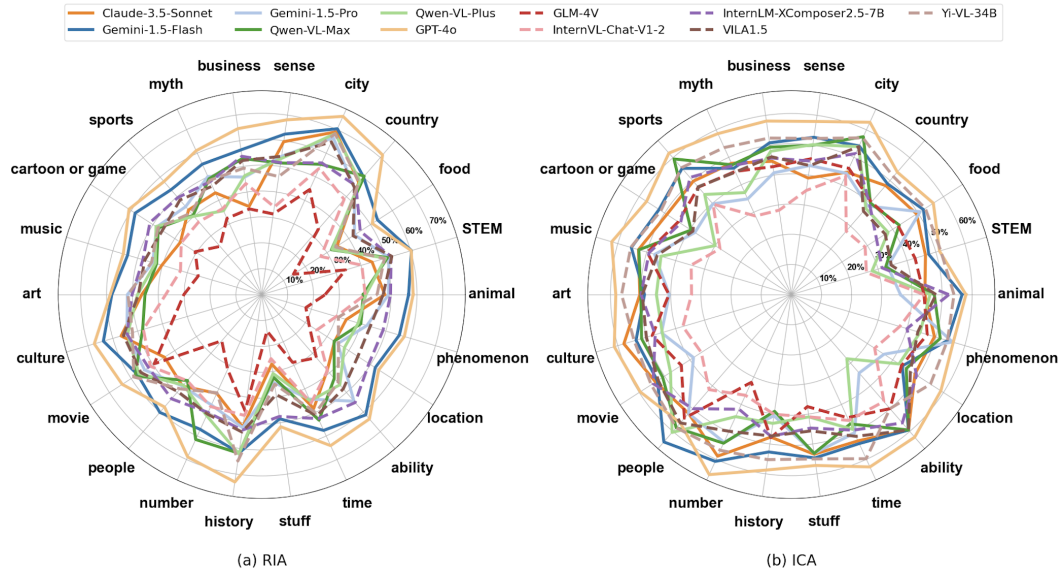 Claude-3.5-Sonnet Gemini-1.5-Pro Qwen-VL-Plus GLM-4V InternLM-XComposer2.5-7B Yi-VL-34B
Gemini-1.5-Flash Qwen-VL-Max GPT-4o InternVL-Chat-V1-2 VILA1.5
business sense
myth city
sports country
cartoon or game food
music STEM
art animal
culture phenomenon
movie location
people ability
number time
history stuff
10% 20% 30% 40% 50% 60% 70%
(a) RIA
business sense
myth city
sports country
cartoon or game food
music STEM
art animal
culture phenomenon
movie location
people ability
number time
history stuff
10% 20% 30% 40% 50% 60%
(b) ICA